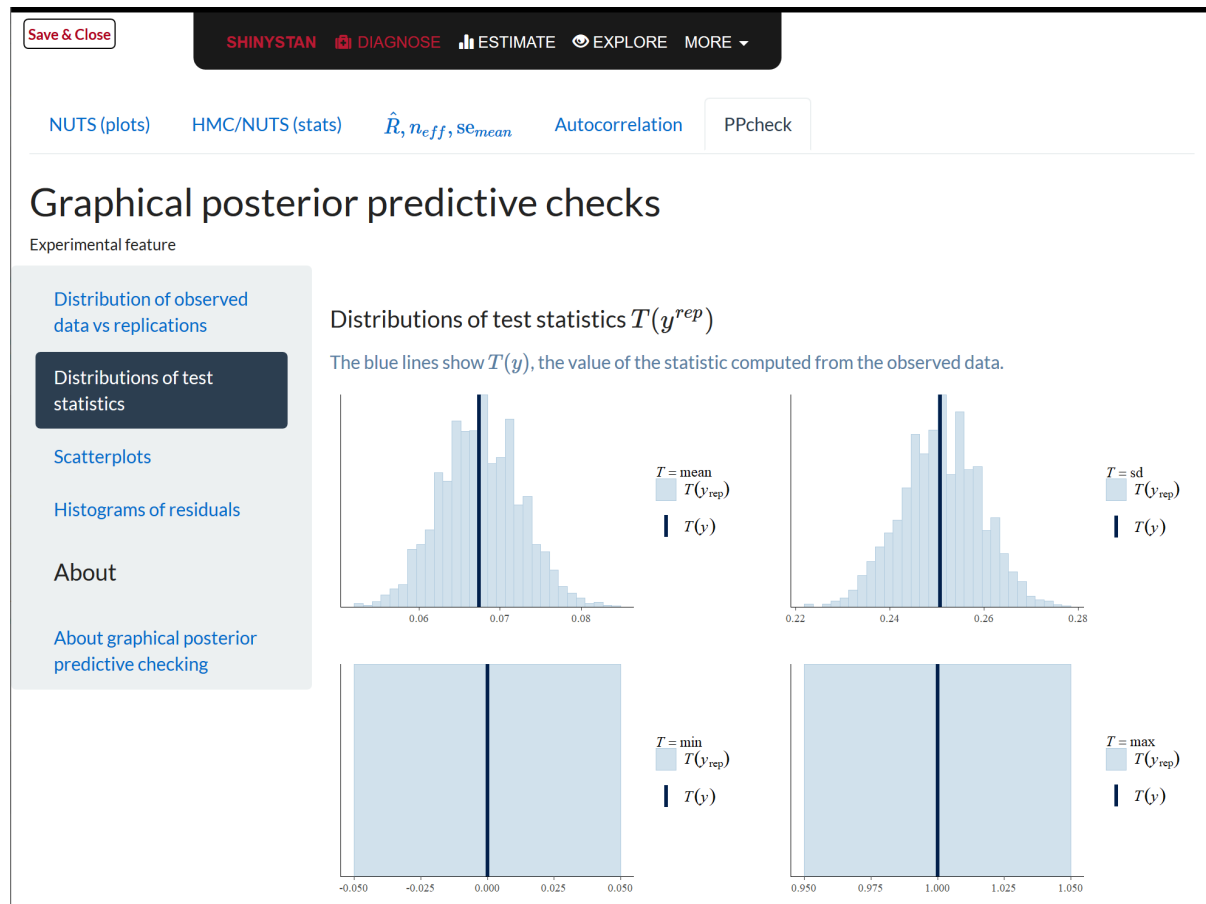 Save & Close
SHINYSTAN DIAGNOSE ESTIMATE EXPLORE MORE
NUTS (plots) HMC/NUTS (stats) R̂, n_eff, se_mean Autocorrelation PPcheck
Graphical posterior predictive checks
Experimental feature
Distribution of observed
data vs replications
Distributions of test
statistics
Scatterplots
Histograms of residuals
About
About graphical posterior
predictive checking
Distributions of test statistics T(y^rep)
The blue lines show T(y), the value of the statistic computed from the observed data.
T = mean
T(y_rep)
T(y)
0.06 0.07 0.08
T = sd
T(y_rep)
T(y)
0.22 0.24 0.26 0.28
T = min
T(y_rep)
T(y)
-0.050 -0.025 0.000 0.025 0.050
T = max
T(y_rep)
T(y)
0.950 0.975 1.000 1.025 1.050